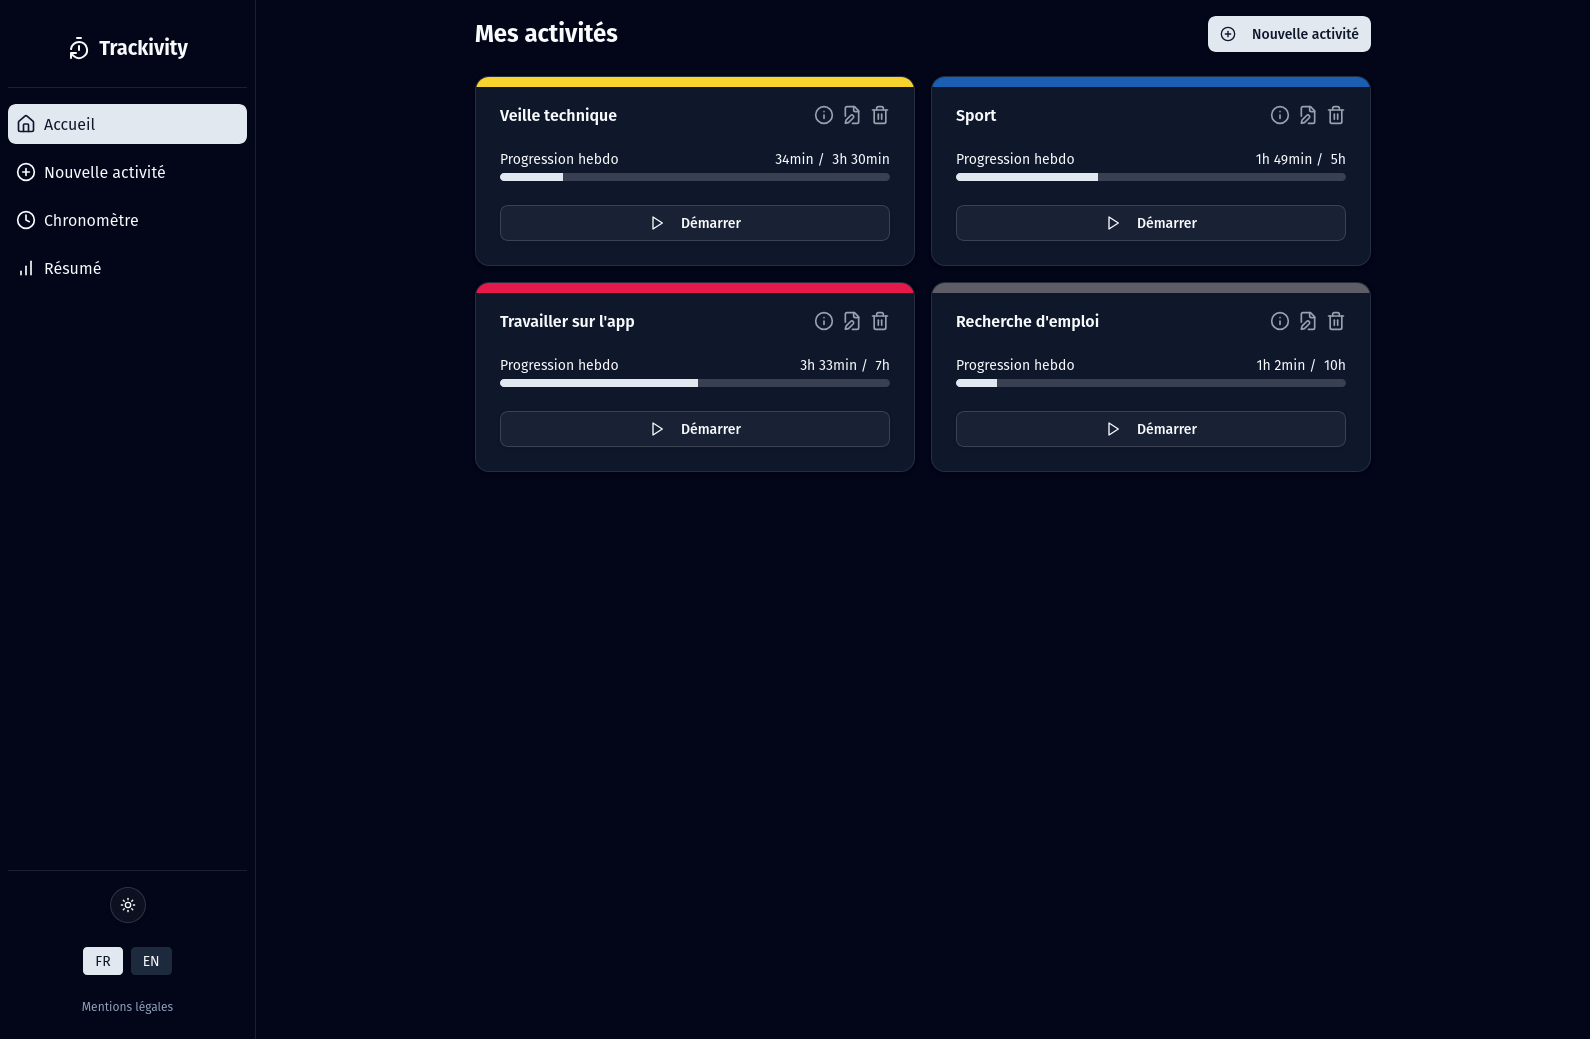 Trackivity
Accueil
Nouvelle activité
Chronomètre
Résumé
FR EN
Mentions légales
Mes activités
Nouvelle activité
Veille technique
Progression hebdo 34min / 3h 30min
Démarrer
Sport
Progression hebdo 1h 49min / 5h
Démarrer
Travailler sur l'app
Progression hebdo 3h 33min / 7h
Démarrer
Recherche d'emploi
Progression hebdo 1h 2min / 10h
Démarrer